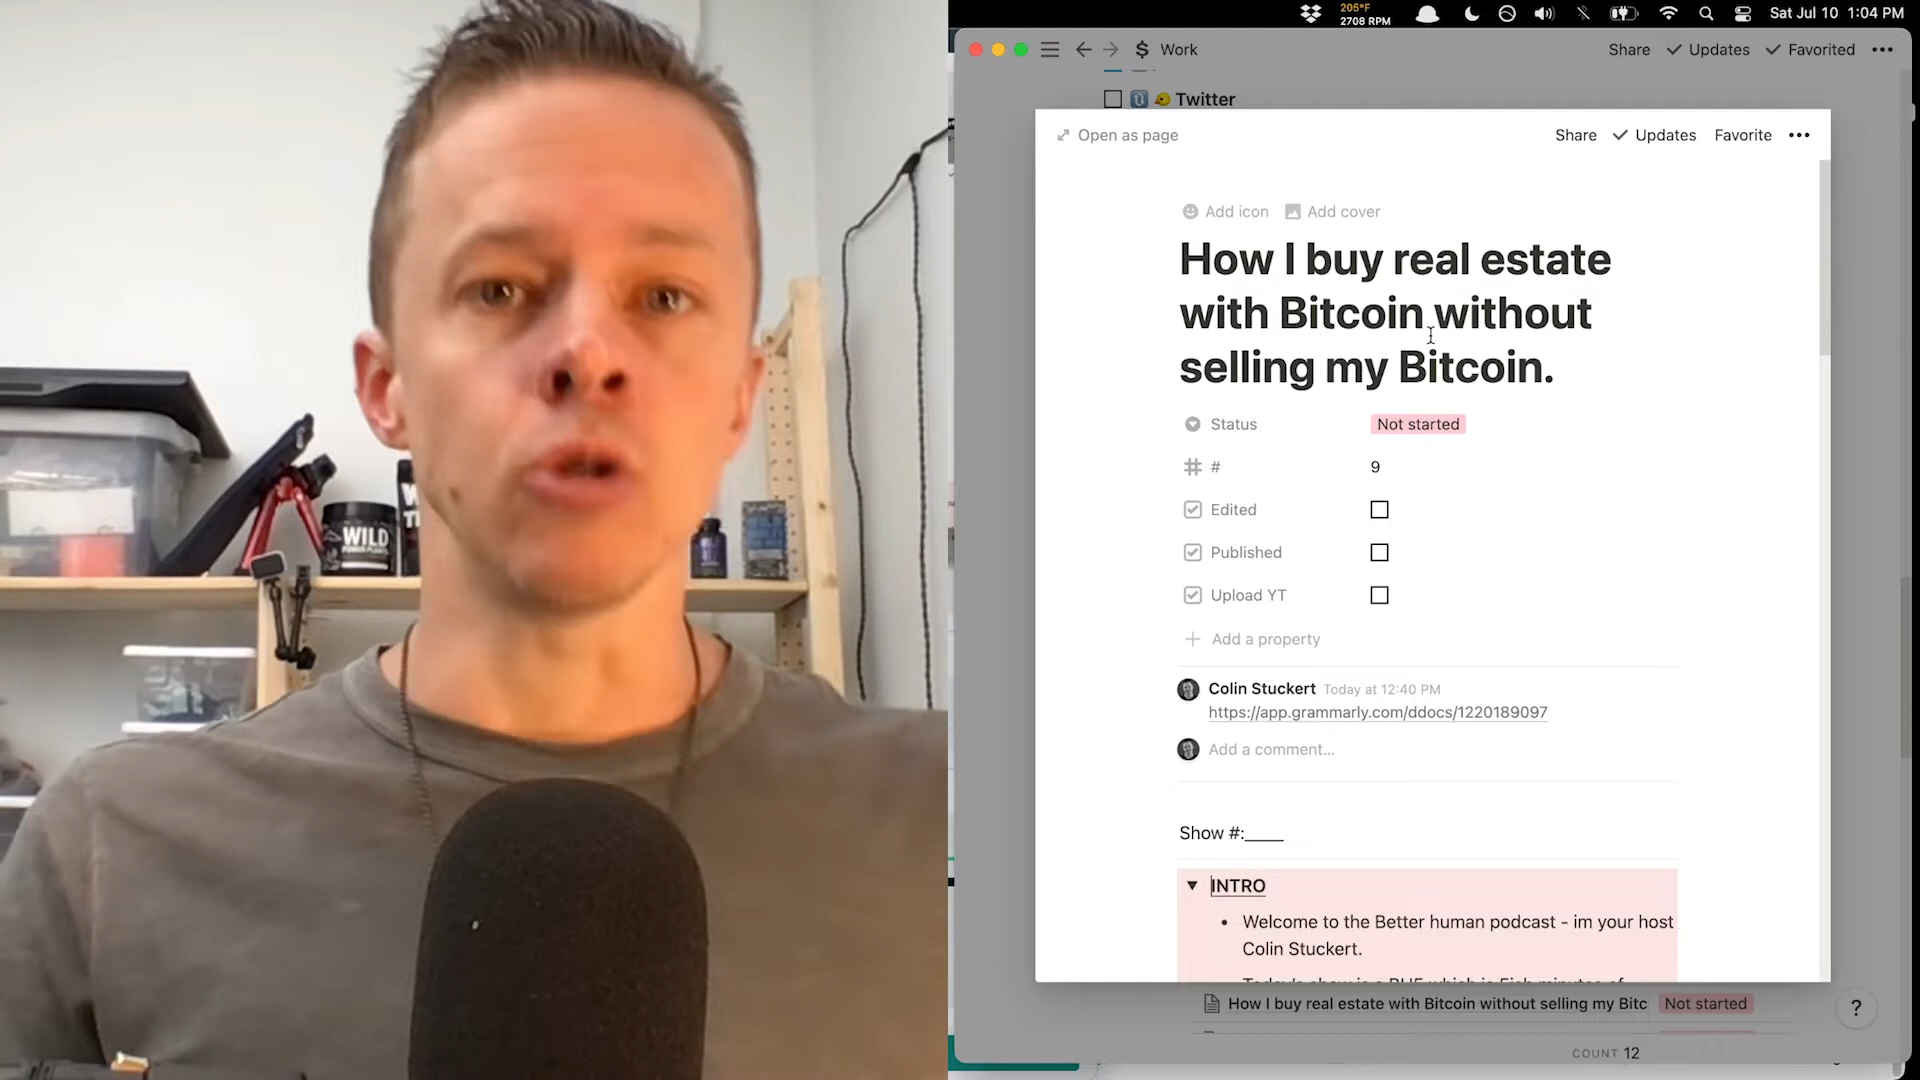 205°F
2708 RPM
Sat Jul 10 1:04 PM
$ Work
Share
Updates
Favorited
Twitter
Open as page
Share
Updates
Favorite
Add icon
Add cover
How I buy real estate
with Bitcoin without
selling my Bitcoin.
Status
Not started
#
9
Edited
Published
Upload YT
Add a property
Colin Stuckert Today at 12:40 PM
https://app.grammarly.com/ddocs/1220189097
Add a comment...
Show #:____
INTRO
• Welcome to the Better human podcast - im your host
Colin Stuckert.
How I buy real estate with Bitcoin without selling my Bitc
Not started
COUNT 12
?
WILD